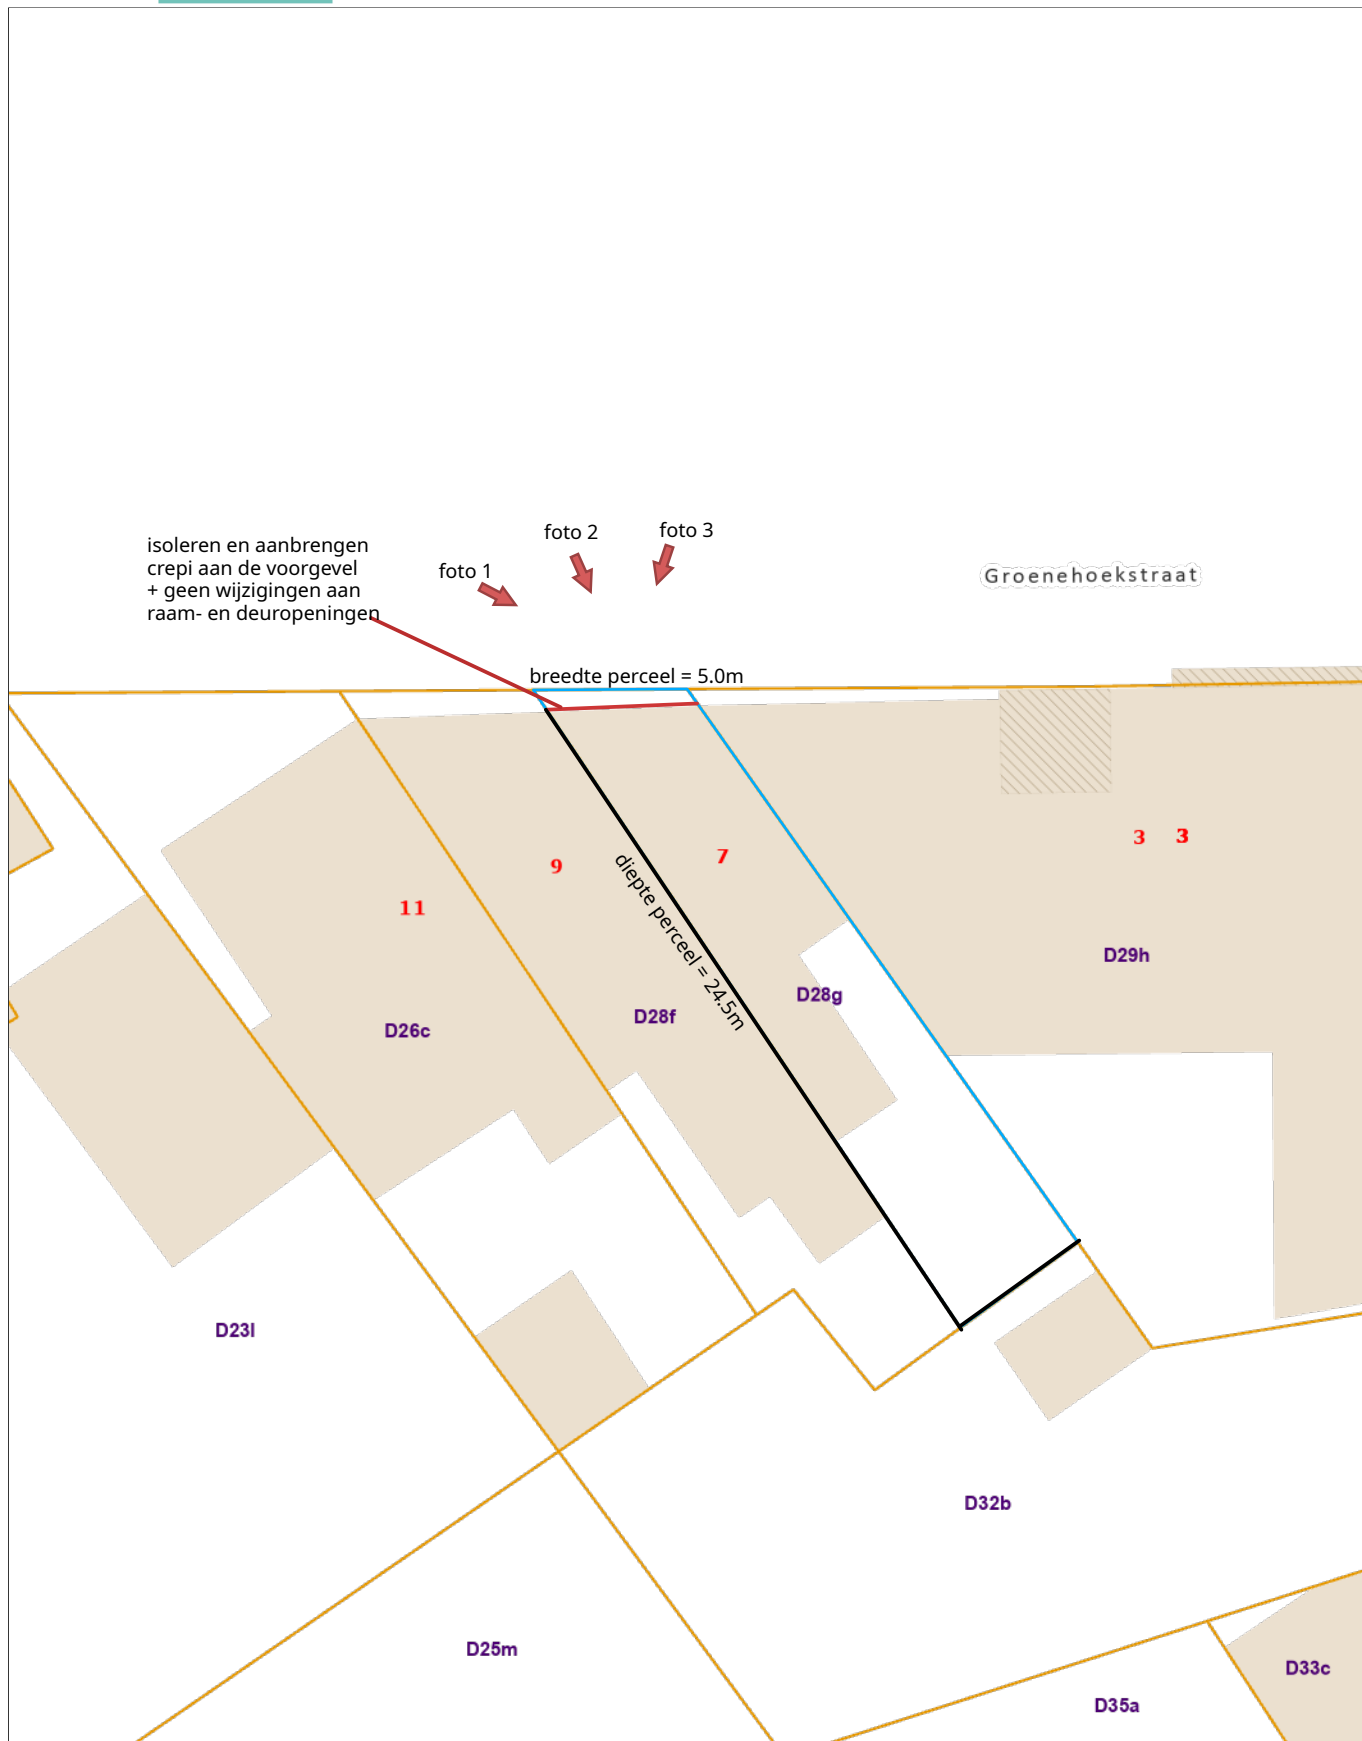 foto 2
foto 3
isoleren en aanbrengen
crepi aan de voorgevel
+ geen wijzigingen aan
raam- en deuropeningen
foto 1
Groenehoekstraat
breedte perceel = 5.0m
3 3
7
9
11
diepte perceel = 24.5m
D29h
D28g
D28f
D26c
D23l
D32b
D25m
D33c
D35a